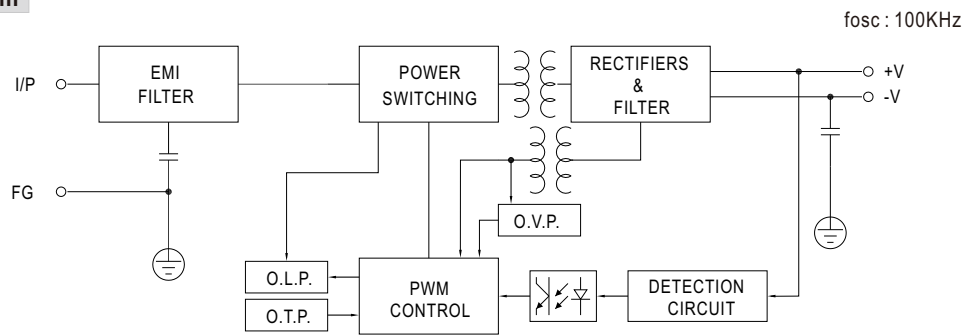 fosc : 100KHz
I/P
EMI
FILTER
POWER
SWITCHING
RECTIFIERS
&
FILTER
+V
-V
FG
O.V.P.
O.L.P.
O.T.P.
PWM
CONTROL
DETECTION
CIRCUIT